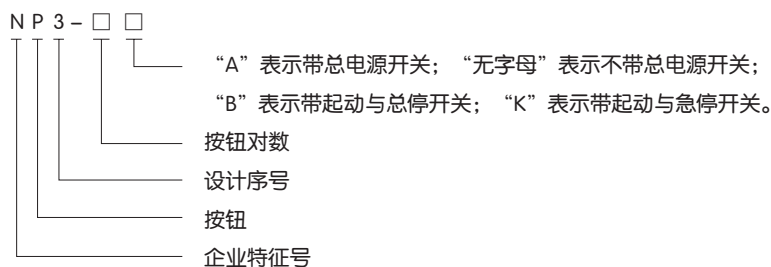 N P 3 – □ □
“A”表示带总电源开关；“无字母”表示不带总电源开关；
“B”表示带起动与总停开关；“K”表示带起动与急停开关。
按钮对数
设计序号
按钮
企业特征号